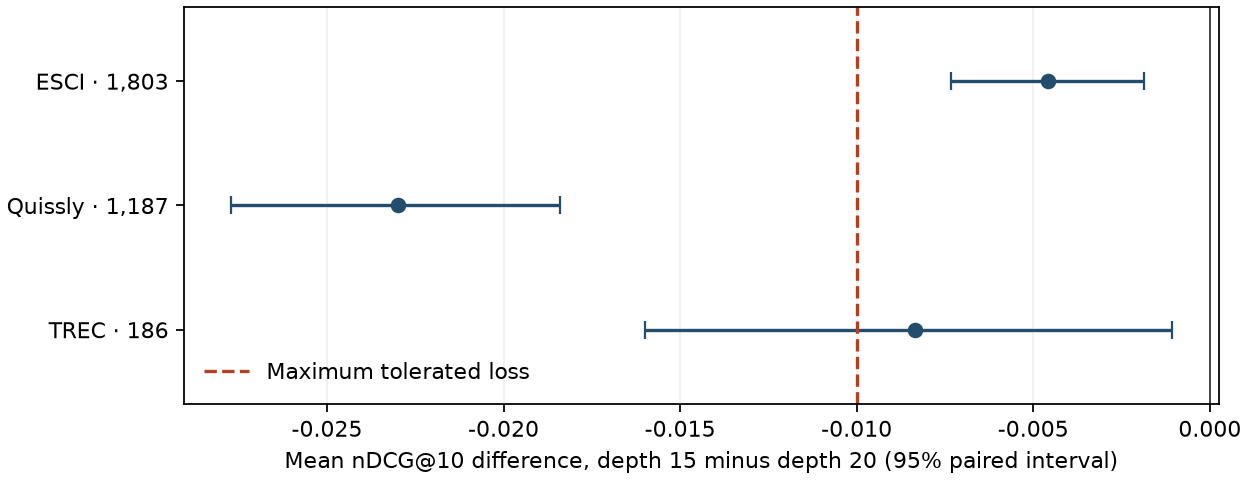 ESCI · 1,803
Quissly · 1,187
TREC · 186
Maximum tolerated loss
-0.025 -0.020 -0.015 -0.010 -0.005 0.000
Mean nDCG@10 difference, depth 15 minus depth 20 (95% paired interval)